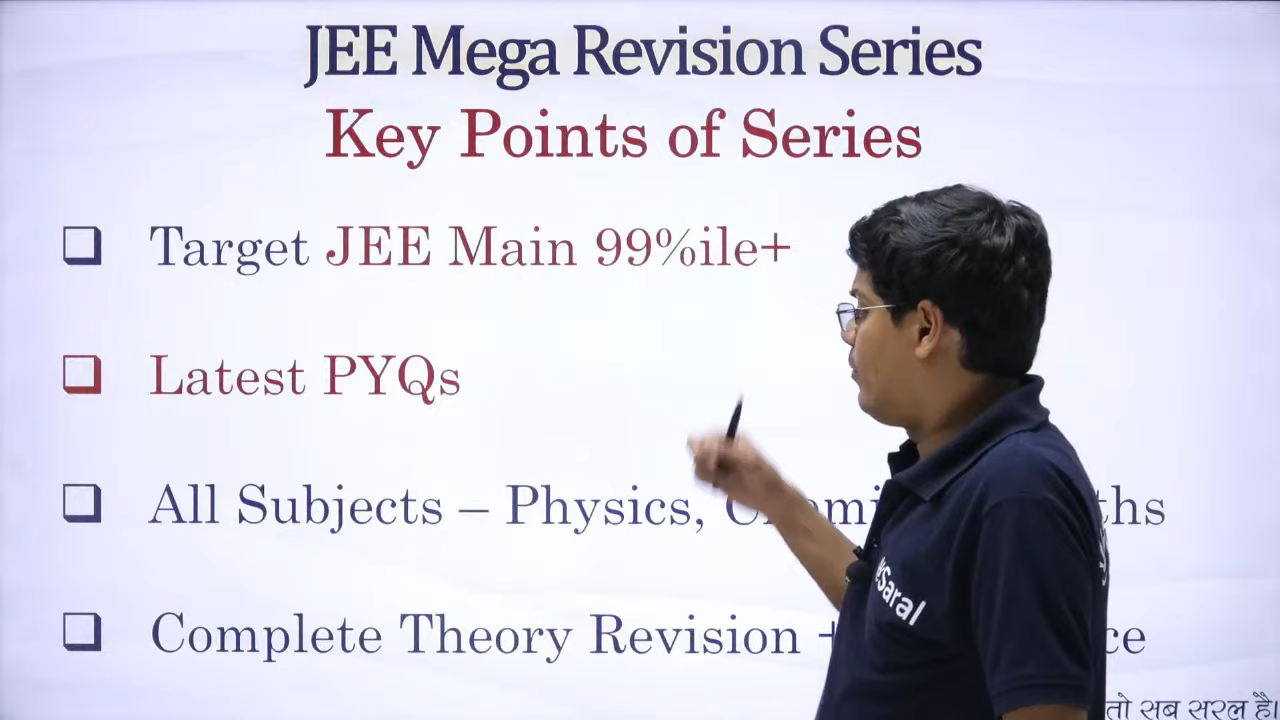 JEE Mega Revision Series
Key Points of Series
Target JEE Main 99%ile+
Latest PYQs
All Subjects – Physics,
Complete Theory Revision
eSaral
तो सब सरल है।